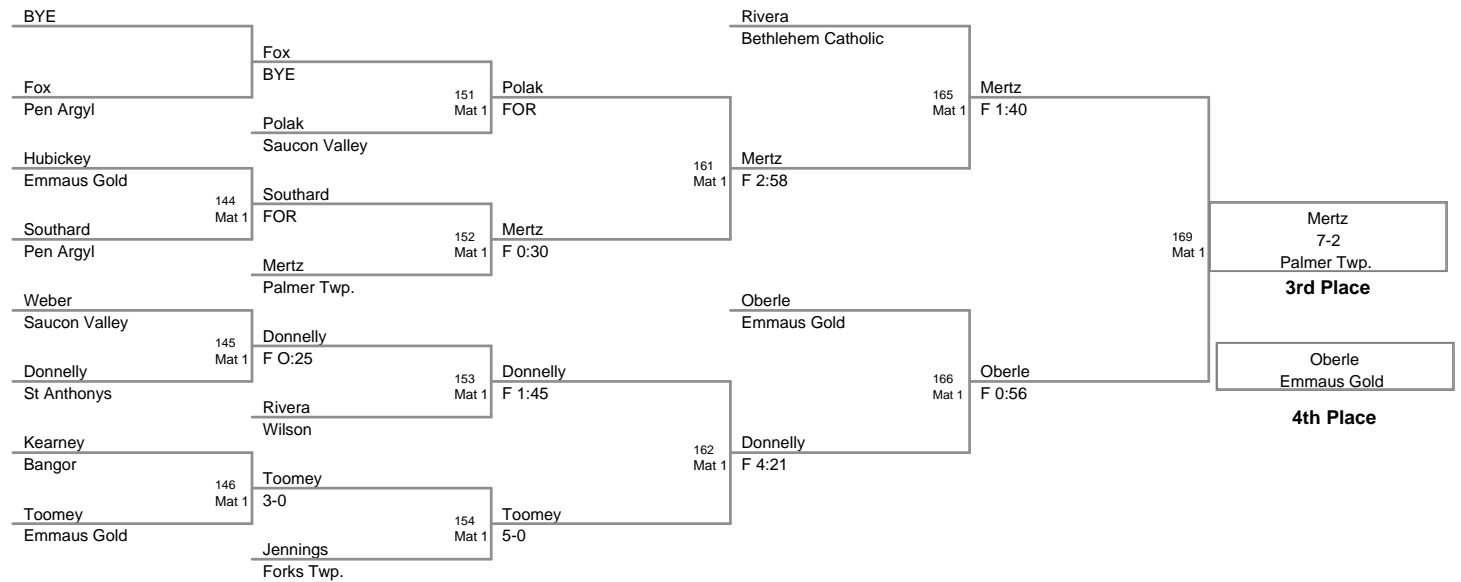 BYE
Fox
Pen Argyl
Hubickey
Emmaus Gold
144
Mat 1
Southard
Pen Argyl
Weber
Saucon Valley
145
Mat 1
Donnelly
St Anthonys
Kearney
Bangor
146
Mat 1
Toomey
Emmaus Gold
Fox
BYE
151
Mat 1
Polak
Saucon Valley
Southard
FOR
152
Mat 1
Mertz
Palmer Twp.
Donnelly
F O:25
153
Mat 1
Rivera
Wilson
Toomey
3-0
154
Mat 1
Jennings
Forks Twp.
Polak
FOR
161
Mat 1
Mertz
F 0:30
Donnelly
F 1:45
162
Mat 1
Toomey
5-0
Rivera
Bethlehem Catholic
165
Mat 1
Mertz
F 2:58
Oberle
Emmaus Gold
166
Mat 1
Donnelly
F 4:21
Mertz
F 1:40
169
Mat 1
Oberle
F 0:56
Mertz
7-2
Palmer Twp.
3rd Place
Oberle
Emmaus Gold
4th Place